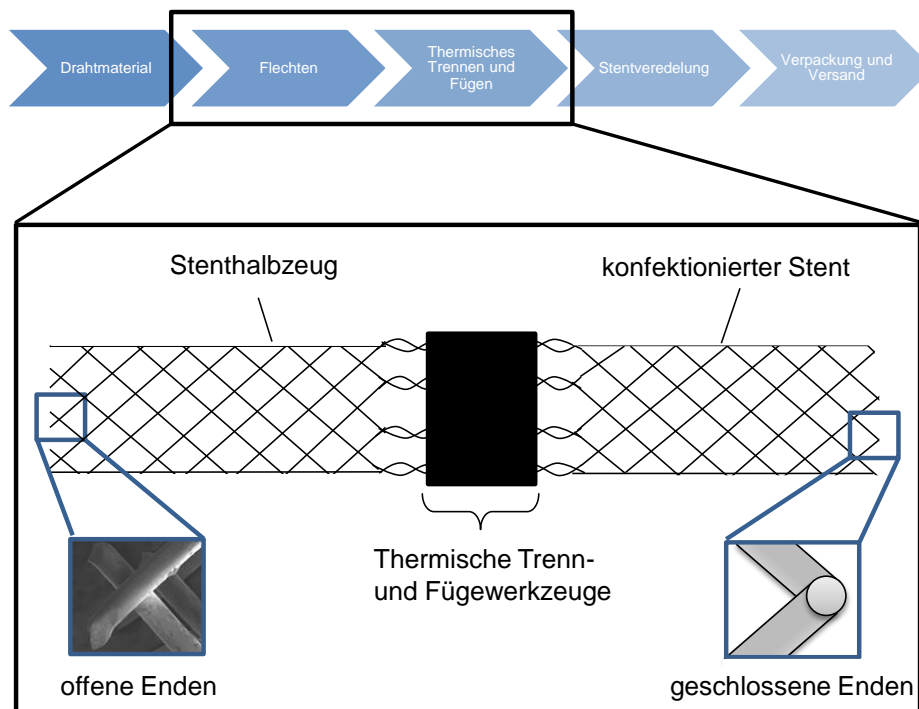 Drahtmaterial
Flechten
Thermisches
Trennen und
Fügen
Stentveredelung
Verpackung und
Versand
Stenthalbzeug
konfektionierter Stent
Thermische Trenn-
und Fügewerkzeuge
offene Enden
geschlossene Enden